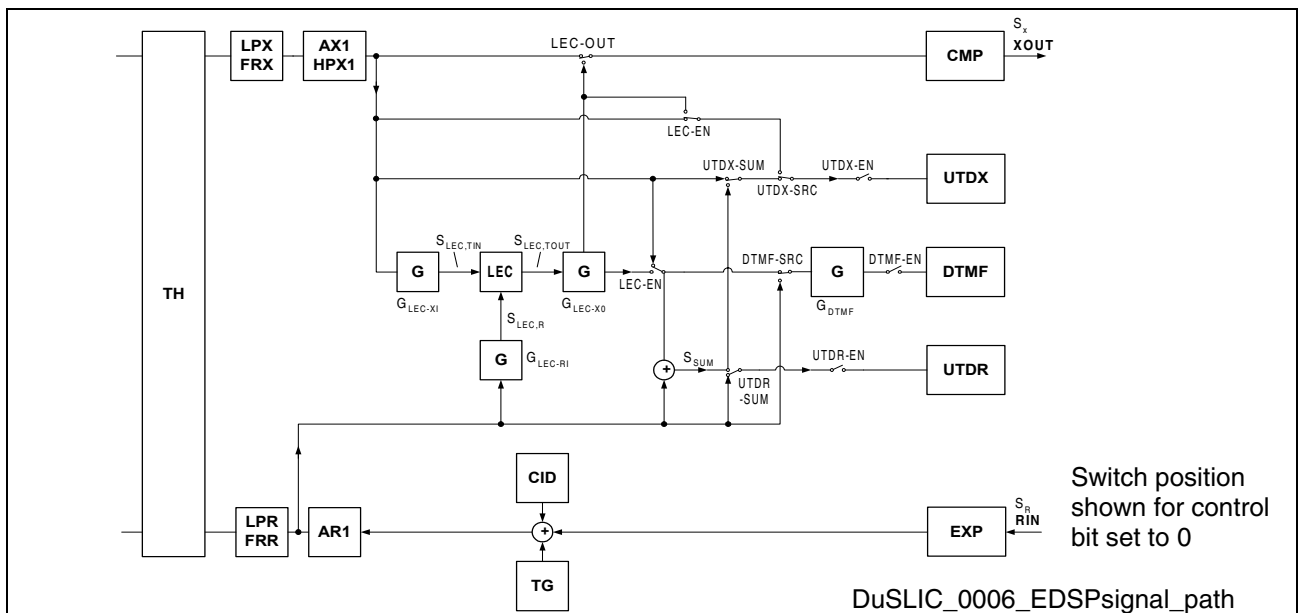 S_x
XOUT
LPX
FRX
AX1
HPX1
LEC-OUT
CMP
LEC-EN
UTDX-SUM
UTDX-EN
UTDX-SRC
UTDX
TH
S_LEC,TIN
S_LEC,TOUT
G
LEC
G
LEC-EN
DTMF-SRC
G
DTMF-EN
DTMF
G_LEC-XI
G_LEC-X0
G_DTMF
S_LEC,R
G
G_LEC-RI
+
S_SUM
UTDR
-SUM
UTDR-EN
UTDR
CID
LPR
FRR
AR1
+
EXP
S_R
RIN
TG
Switch position
shown for control
bit set to 0
DuSLIC_0006_EDSPsignal_path